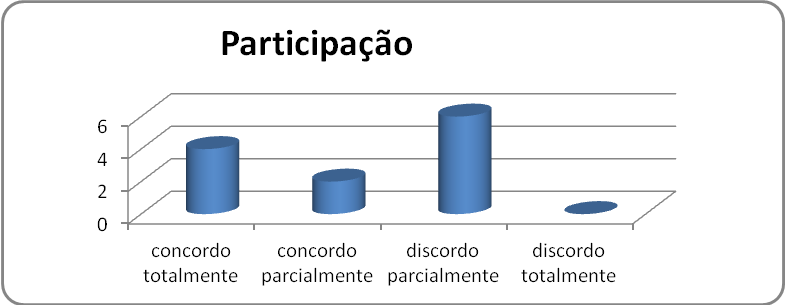 Participação
6
4
2
0
concordo totalmente
concordo parcialmente
discordo parcialmente
discordo totalmente